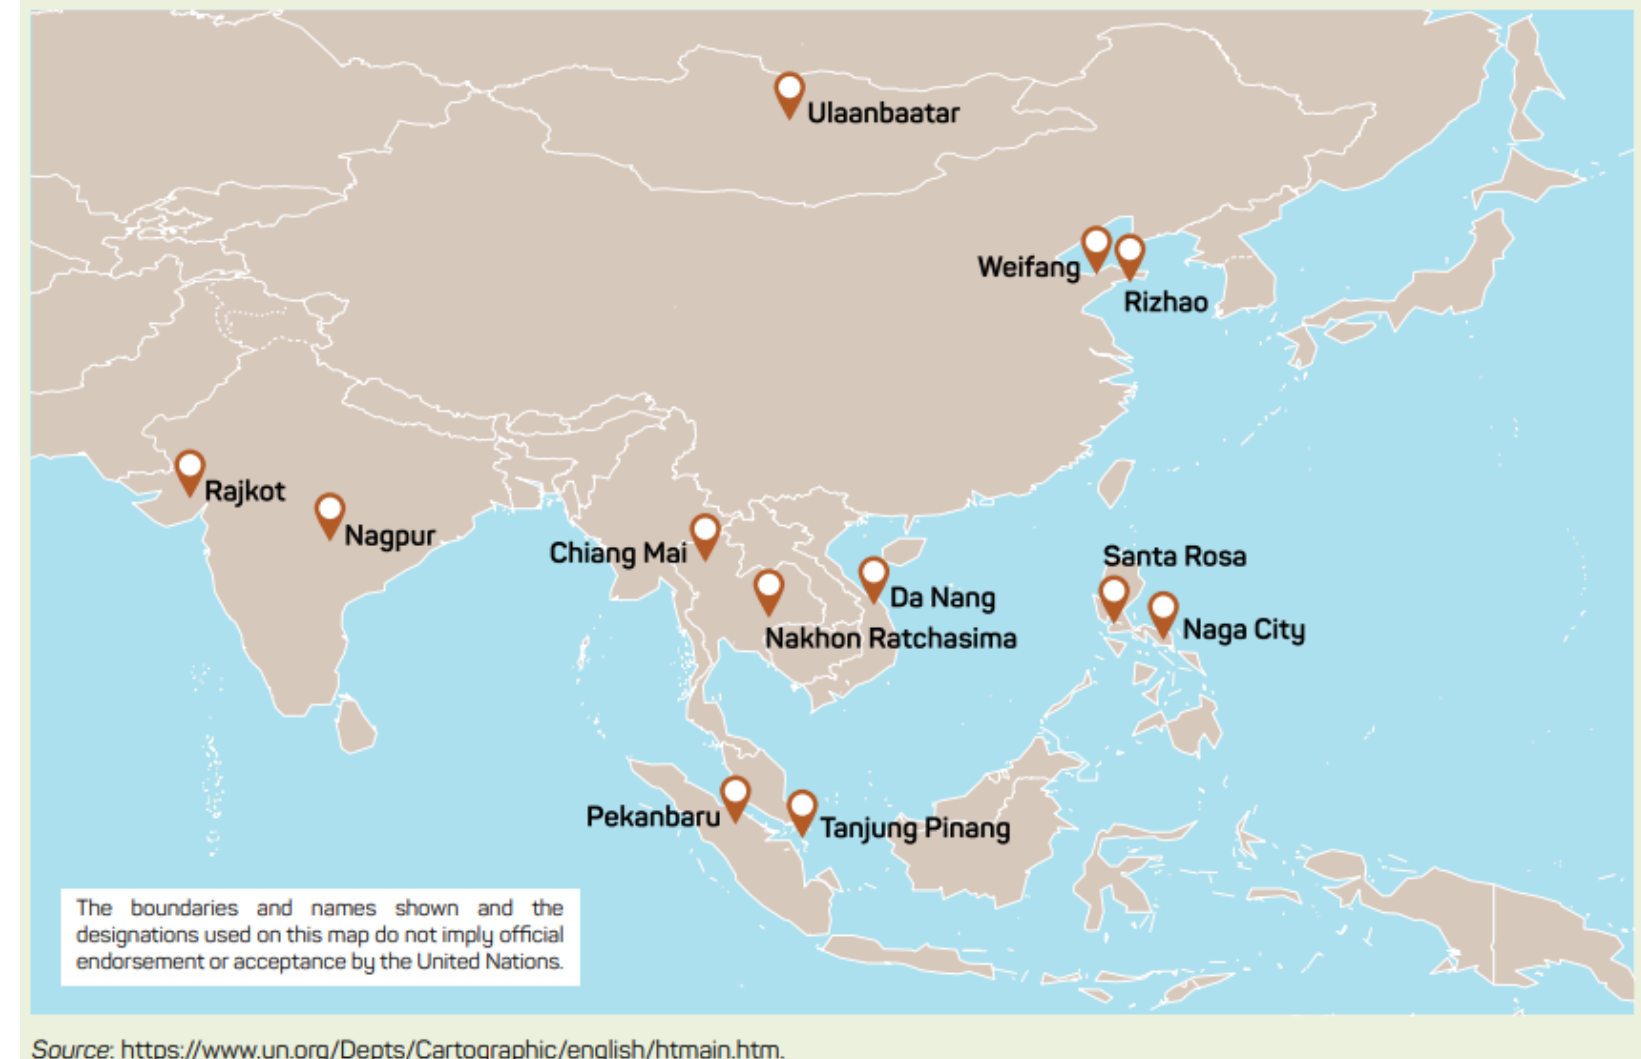 Ulaanbaatar
Weifang
Rizhao
Rajkot
Nagpur
Chiang Mai
Santa Rosa
Da Nang
Naga City
Nakhon Ratchasima
Pekanbaru
Tanjung Pinang
The boundaries and names shown and the
designations used on this map do not imply official
endorsement or acceptance by the United Nations.
Source: https://www.un.org/Depts/Cartographic/english/htmain.htm.